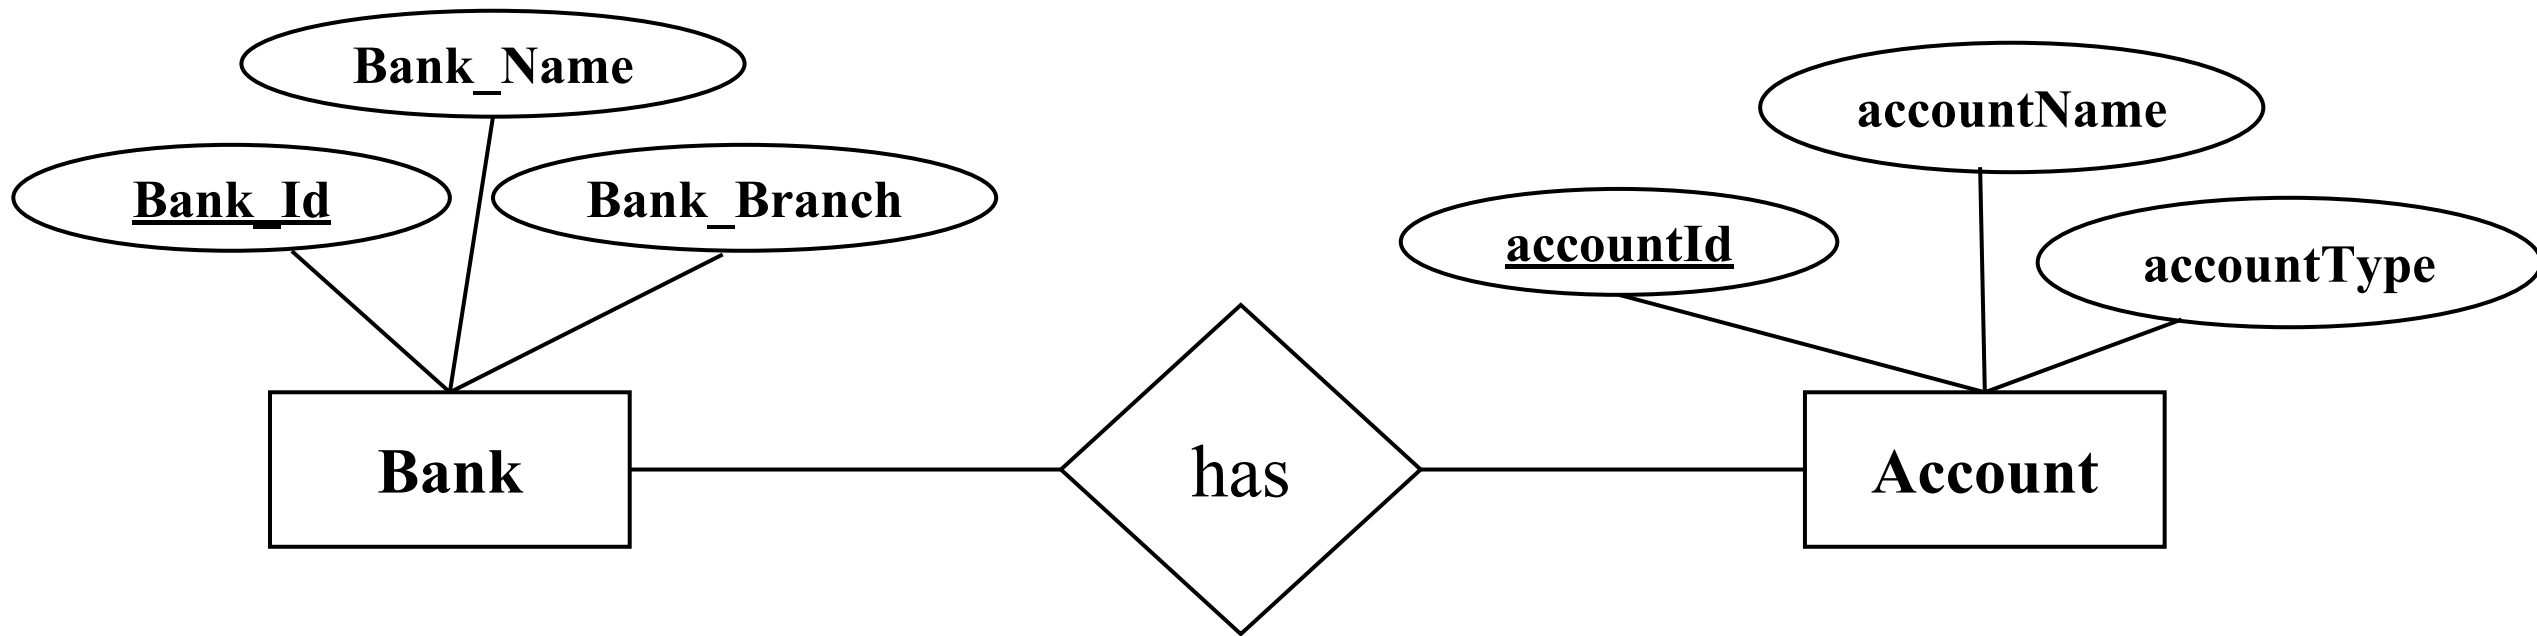 Bank_Name
Bank_Id
Bank_Branch
accountName
accountId
accountType
Bank
has
Account